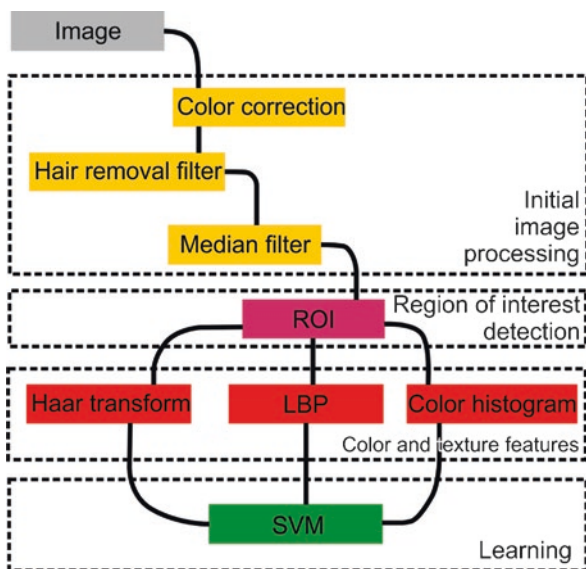 Image
Color correction
Hair removal filter
Median filter
Initial
image
processing
ROI
Region of interest
detection
Haar transform
LBP
Color histogram
Color and texture features
SVM
Learning